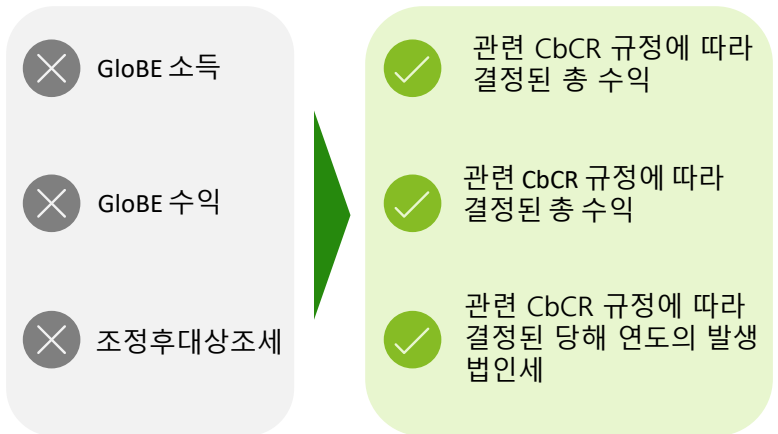 GloBE 소득
관련 CbCR 규정에 따라
결정된 총 수익
GloBE 수익
관련 CbCR 규정에 따라
결정된 총 수익
조정후대상조세
관련 CbCR 규정에 따라
결정된 당해 연도의 발생
법인세